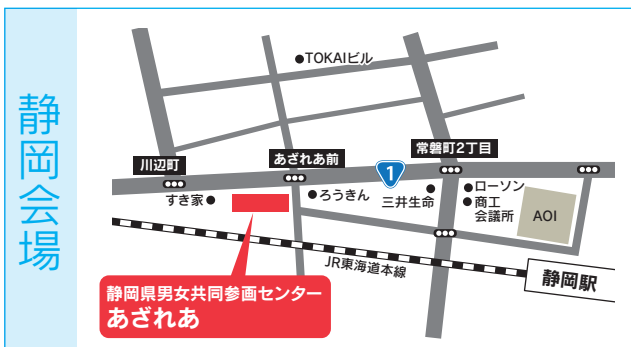 静岡会場
TOKAIビル
川辺町
あざれあ前
常磐町2丁目
1
すき家
ろうきん
三井生命
ローソン
商工
会議所
AOI
JR東海道本線
静岡駅
静岡県男女共同参画センター
あざれあ